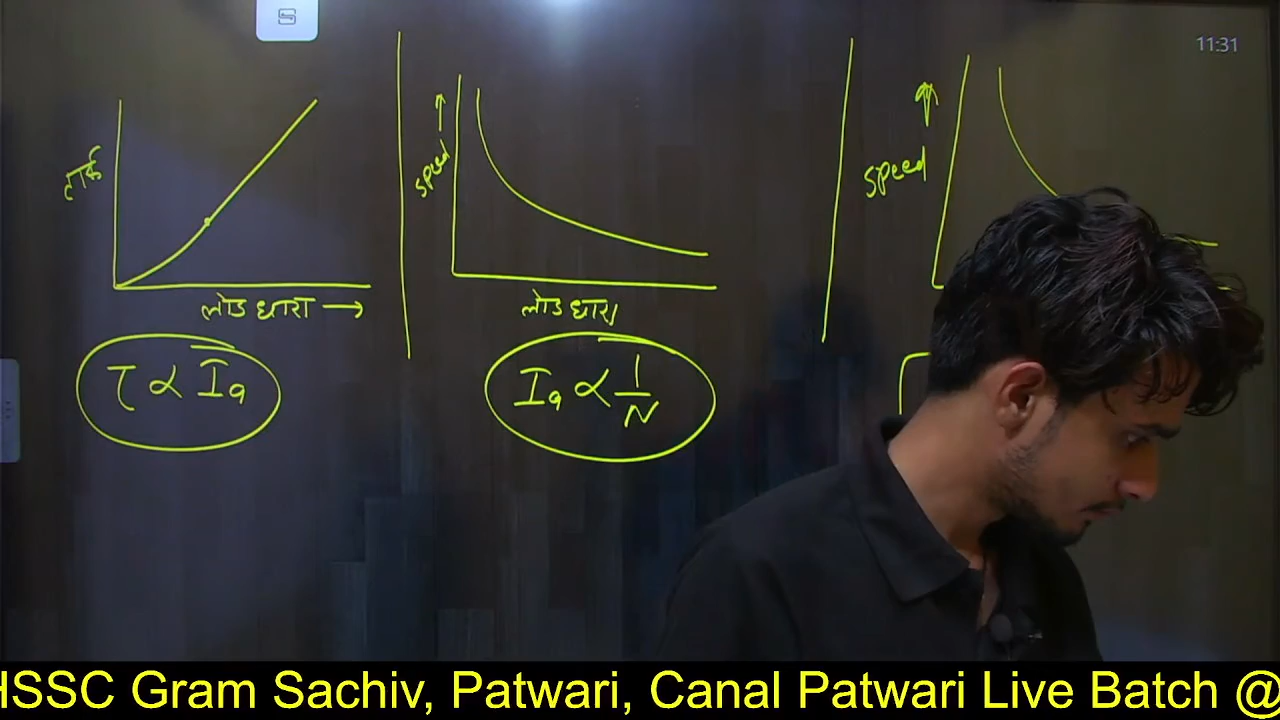 11:31
टार्क
लोड धारा →
τ ∝ Ia
speed →
लोड धारा
Ia ∝ 1/N
speed
HSSC Gram Sachiv, Patwari, Canal Patwari Live Batch @